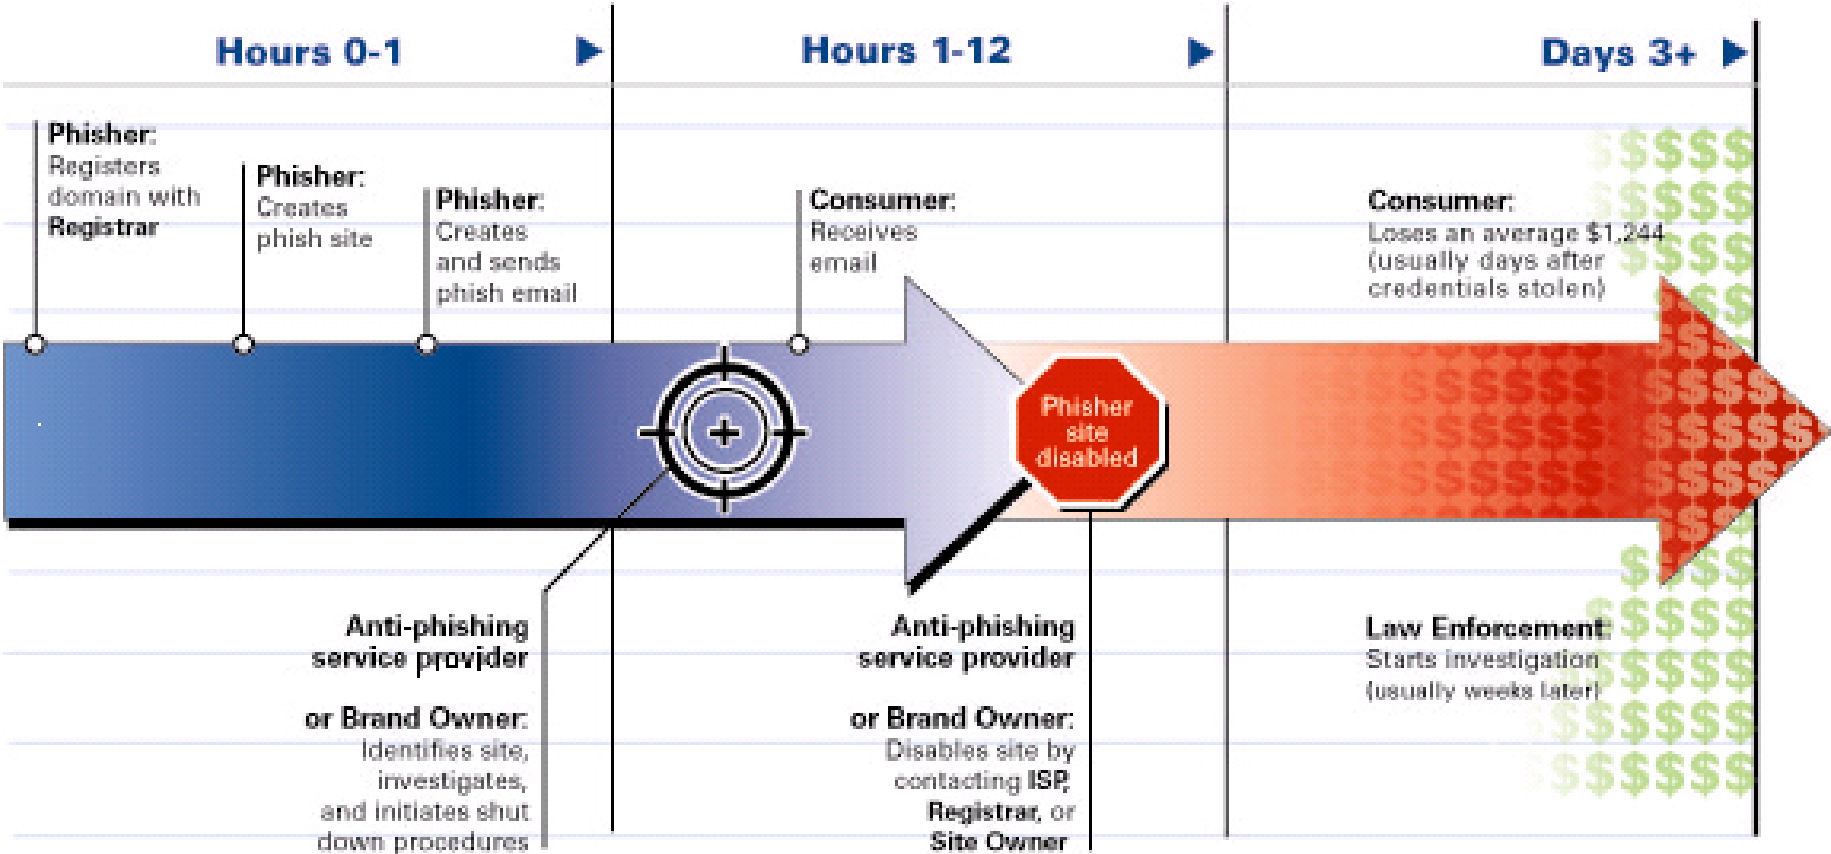 Hours 0-1
Hours 1-12
Days 3+
Phisher:
Registers
domain with
Registrar
Phisher:
Creates
phish site
Phisher:
Creates
and sends
phish email
Consumer:
Receives
email
Consumer:
Loses an average $1,244
(usually days after
credentials stolen)
Phisher
site
disabled
Anti-phishing
service provider
or Brand Owner:
Identifies site,
investigates,
and initiates shut
down procedures
Anti-phishing
service provider
or Brand Owner:
Disables site by
contacting ISP,
Registrar, or
Site Owner
Law Enforcement:
Starts investigation
(usually weeks later)